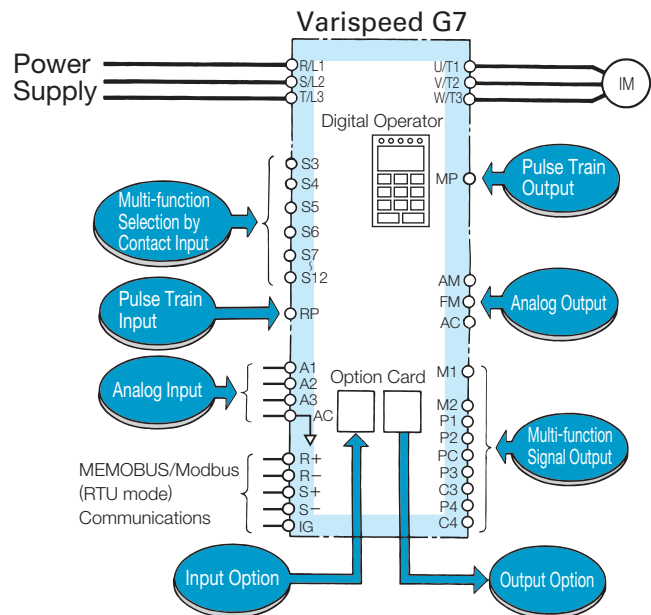 Varispeed G7
Power
Supply
R/L1
S/L2
T/L3
U/T1
V/T2
W/T3
IM
Digital Operator
Multi-function
Selection by
Contact Input
S3
S4
S5
S6
S7
~
S12
MP
Pulse Train
Output
Pulse Train
Input
RP
AM
FM
AC
Analog Output
Analog Input
A1
A2
A3
AC
Option Card
M1
M2
P1
P2
PC
P3
C3
P4
C4
Multi-function
Signal Output
MEMOBUS/Modbus
(RTU mode)
Communications
R+
R−
S+
S−
IG
Input Option
Output Option